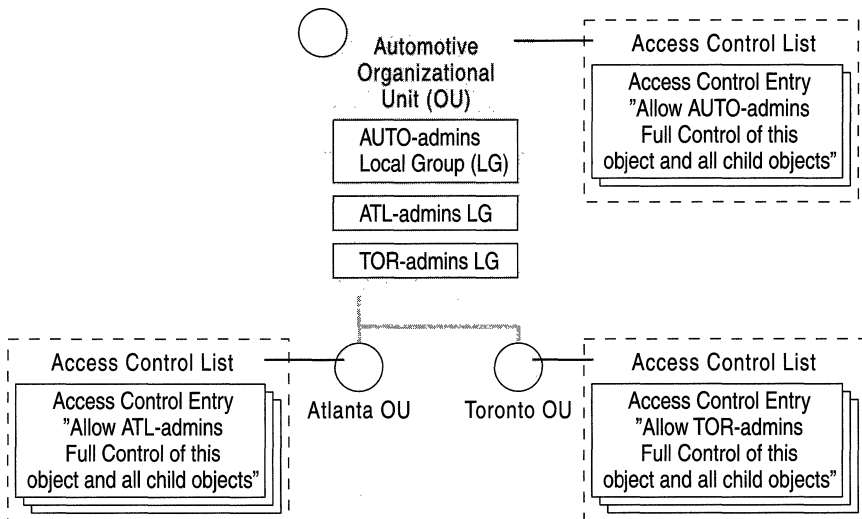 Automotive
Organizational
Unit (OU)
AUTO-admins
Local Group (LG)
ATL-admins LG
TOR-admins LG
Access Control List
Access Control Entry
"Allow AUTO-admins
Full Control of this
object and all child objects"
Access Control List
Access Control Entry
"Allow ATL-admins
Full Control of this
object and all child objects"
Atlanta OU
Toronto OU
Access Control List
Access Control Entry
"Allow TOR-admins
Full Control of this
object and all child objects"